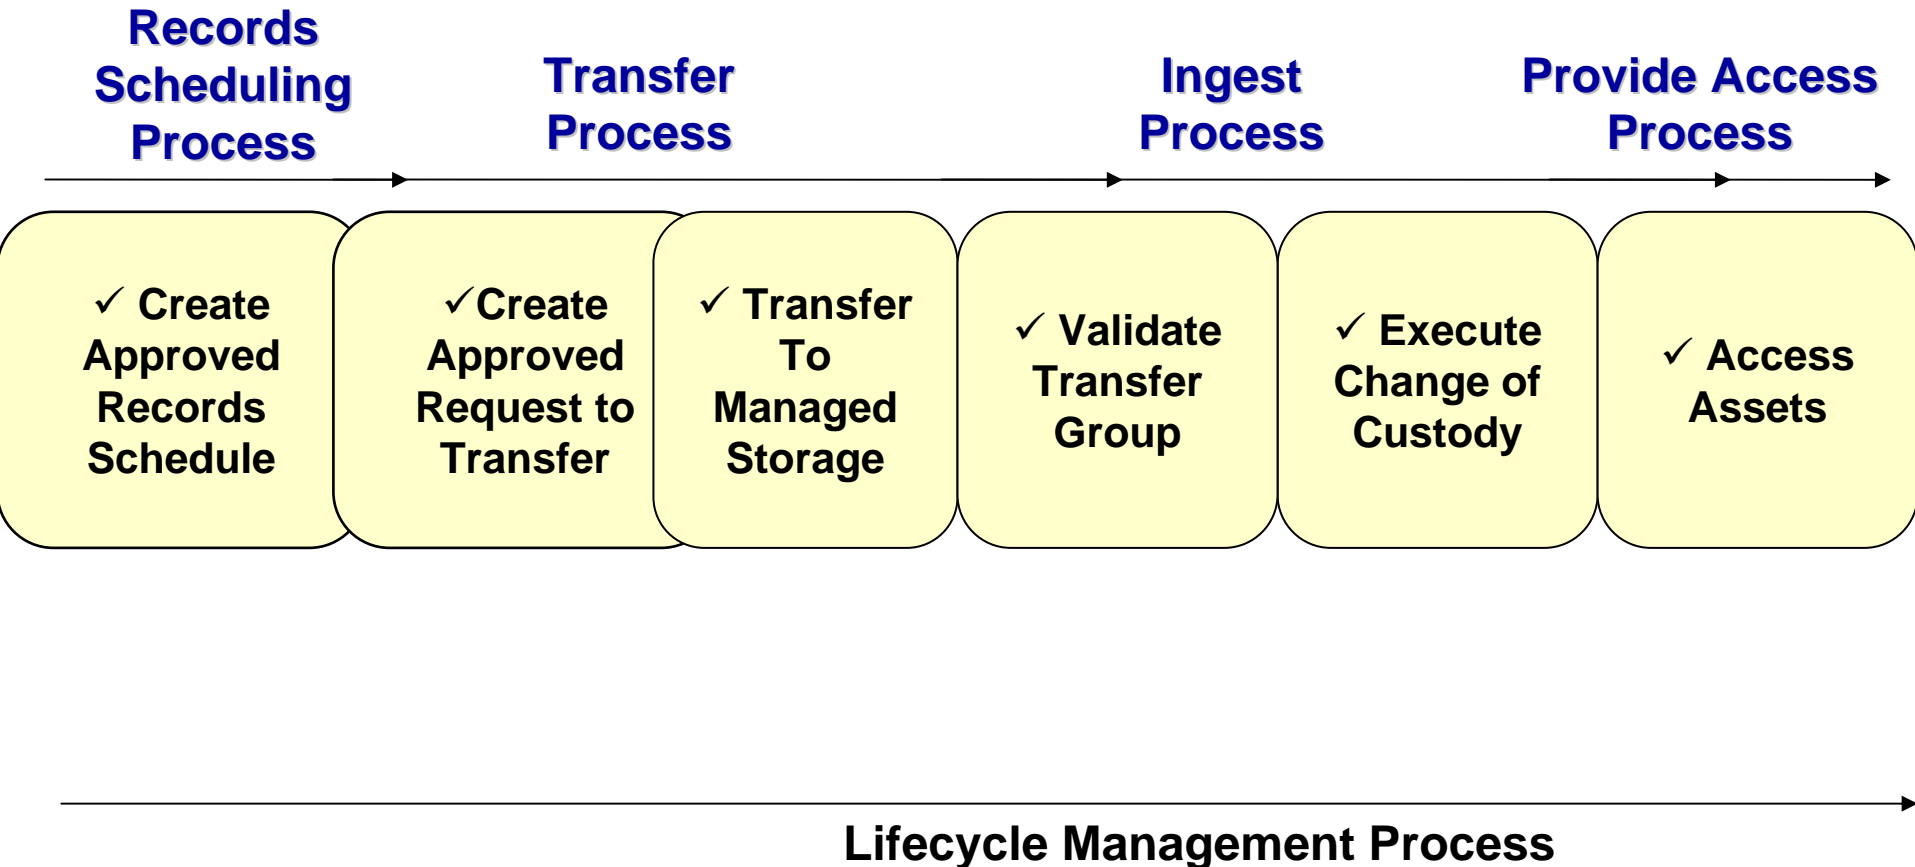 Records
Scheduling
Process
Transfer
Process
Ingest
Process
Provide Access
Process
✓ Create
Approved
Records
Schedule
✓Create
Approved
Request to
Transfer
✓ Transfer
To
Managed
Storage
✓ Validate
Transfer
Group
✓ Execute
Change of
Custody
✓ Access
Assets
Lifecycle Management Process